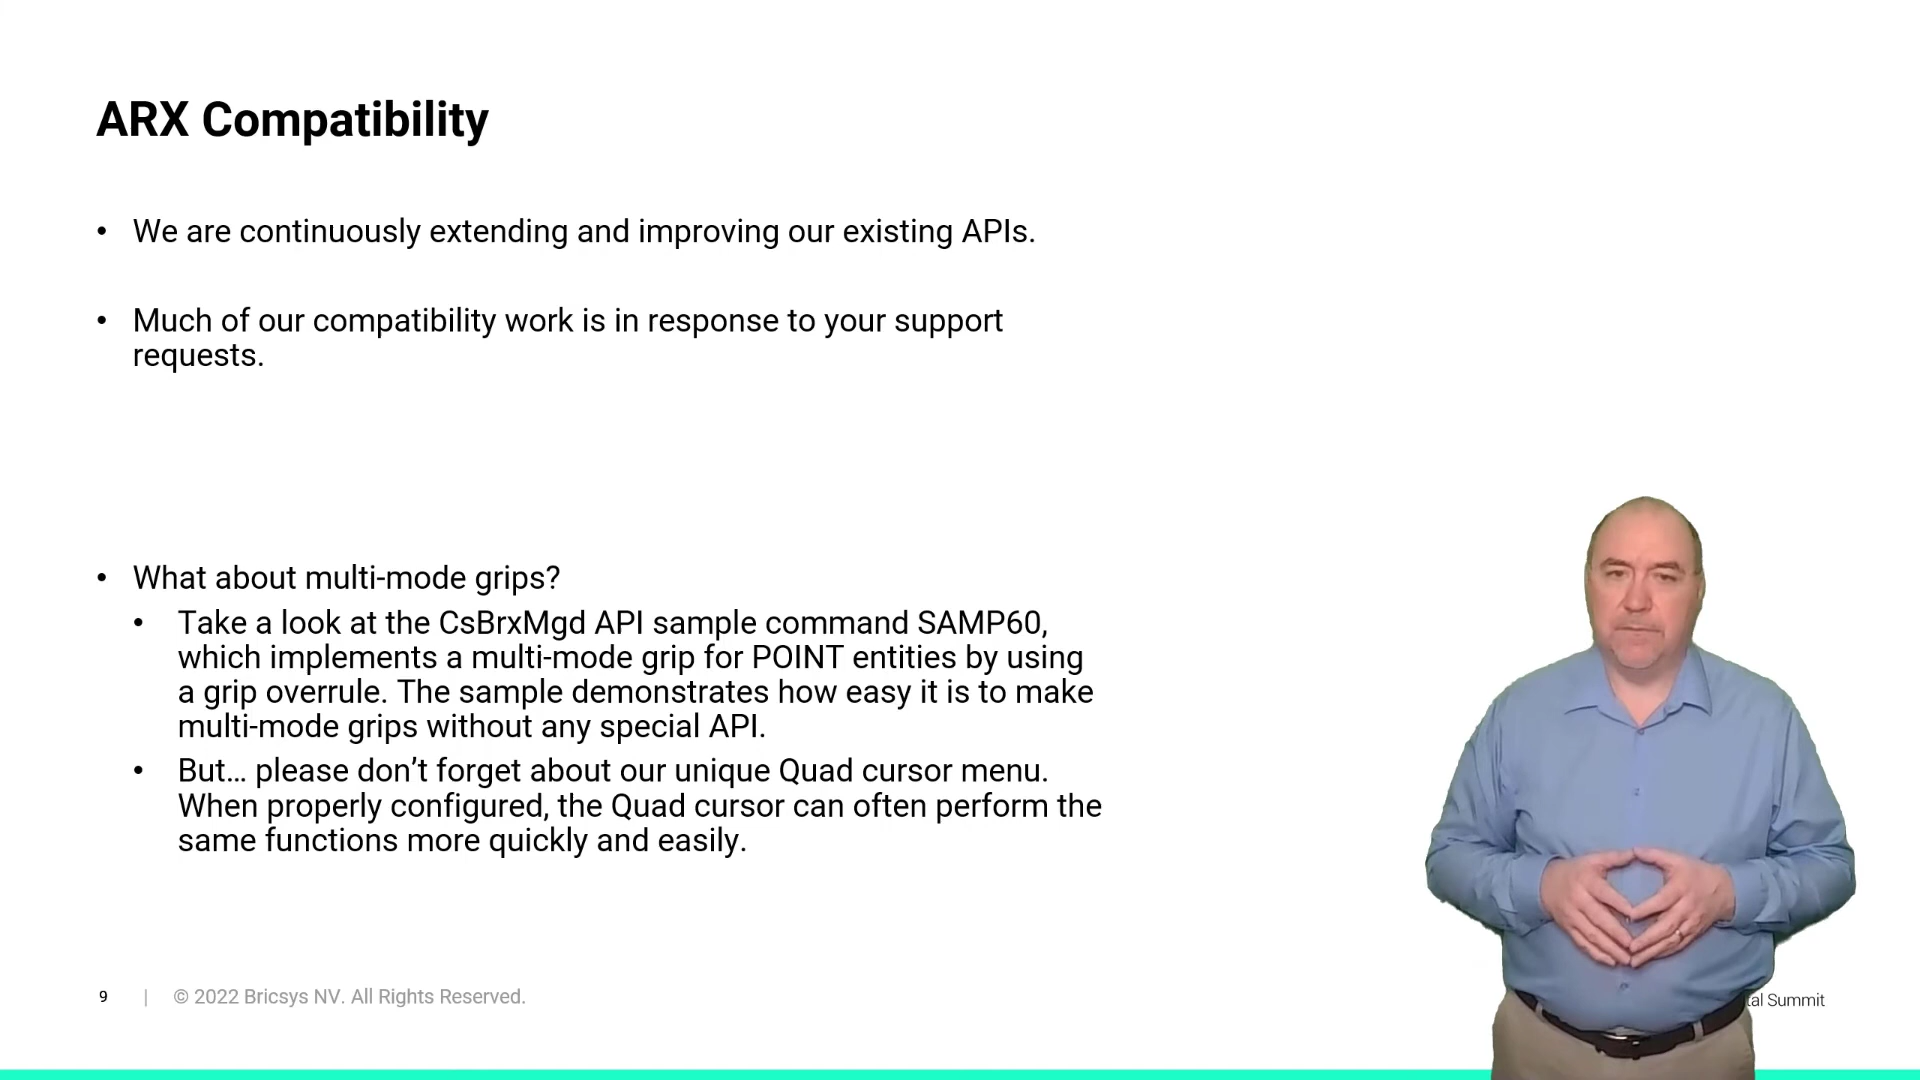 ARX Compatibility
• We are continuously extending and improving our existing APIs.
• Much of our compatibility work is in response to your support
requests.
• What about multi-mode grips?
• Take a look at the CsBrxMgd API sample command SAMP60,
which implements a multi-mode grip for POINT entities by using
a grip overrule. The sample demonstrates how easy it is to make
multi-mode grips without any special API.
• But... please don’t forget about our unique Quad cursor menu.
When properly configured, the Quad cursor can often perform the
same functions more quickly and easily.
9 | © 2022 Bricsys NV. All Rights Reserved.
Summit